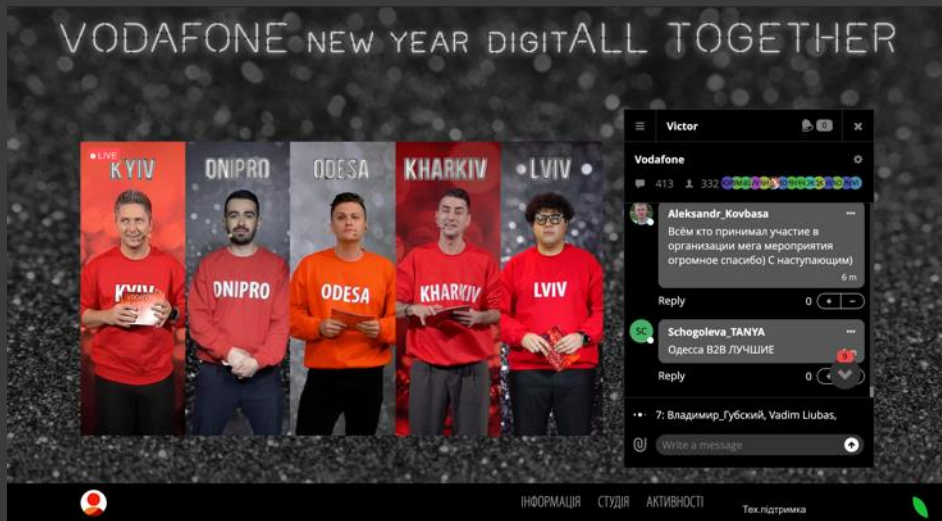 VODAFONE NEW YEAR DIGITALL TOGETHER
LIVE
KYIV
DNIPRO
ODESA
KHARKIV
LVIV
KYIV
DNIPRO
ODESA
KHARKIV
LVIV
Victor
0
Vodafone
413 332
Aleksandr_Kovbasa
Всём кто принимал участие в
организации мега мероприятия
огромное спасибо) С наступающим)
6 m
Reply 0 + −
SC
Schogoleva_TANYA
Одесса B2B ЛУЧШИЕ
Reply 0
7: Владимир_Губский, Vadim Liubas,
Write a message
ІНФОРМАЦІЯ СТУДІЯ АКТИВНОСТІ Тех.підтримка